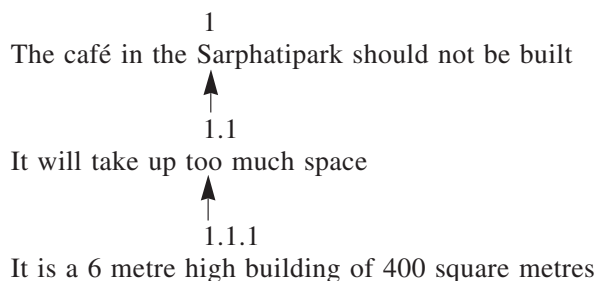 1
The café in the Sarphatipark should not be built
1.1
It will take up too much space
1.1.1
It is a 6 metre high building of 400 square metres